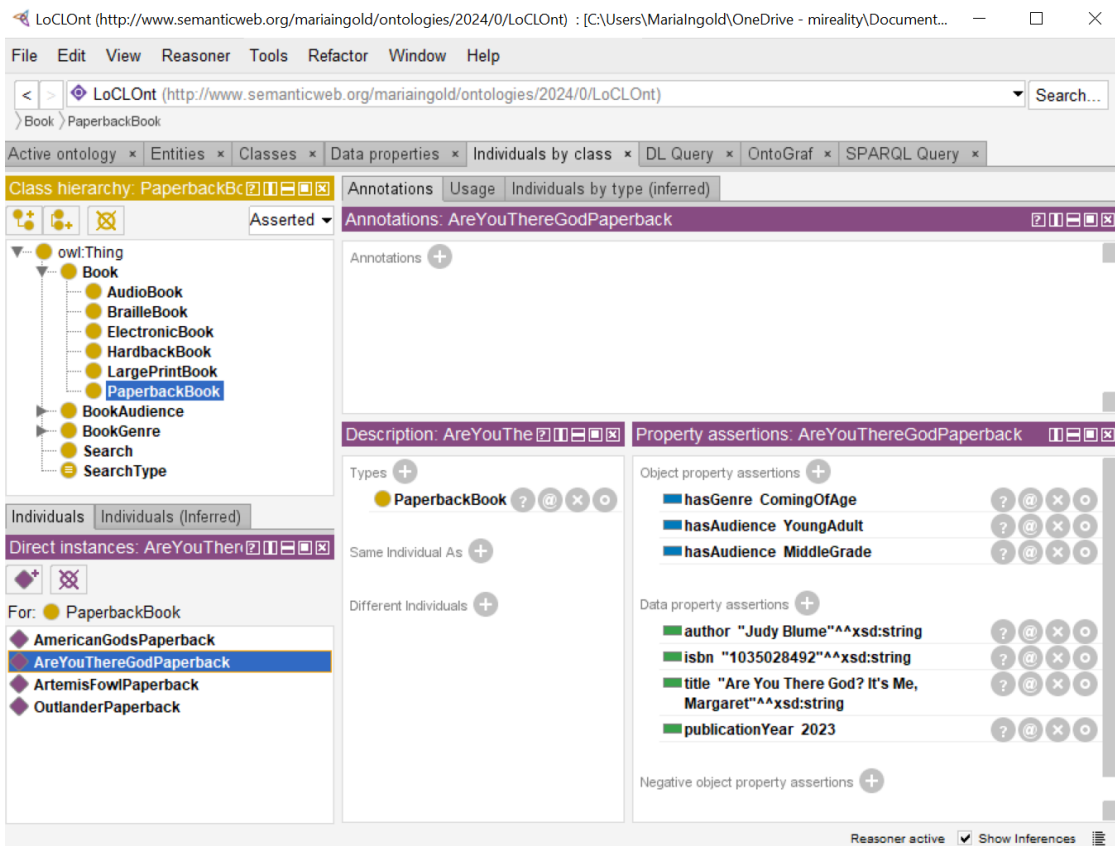 LoCLOnt (http://www.semanticweb.org/mariaingold/ontologies/2024/0/LoCLOnt) : [C:\Users\MariaIngold\OneDrive - mireality\Document...
File Edit View Reasoner Tools Refactor Window Help
< > LoCLOnt (http://www.semanticweb.org/mariaingold/ontologies/2024/0/LoCLOnt) Search...
Book PaperbackBook
Active ontology × Entities × Classes × Data properties × Individuals by class × DL Query × OntoGraf × SPARQL Query ×
Class hierarchy: PaperbackBo
Asserted
owl:Thing
Book
AudioBook
BrailleBook
ElectronicBook
HardbackBook
LargePrintBook
PaperbackBook
BookAudience
BookGenre
Search
SearchType
Individuals Individuals (Inferred)
Direct instances: AreYouTher
For: PaperbackBook
AmericanGodsPaperback
AreYouThereGodPaperback
ArtemisFowlPaperback
OutlanderPaperback
Annotations Usage Individuals by type (inferred)
Annotations: AreYouThereGodPaperback
Annotations
Description: AreYouThe
Types
PaperbackBook
Same Individual As
Different Individuals
Property assertions: AreYouThereGodPaperback
Object property assertions
hasGenre ComingOfAge
hasAudience YoungAdult
hasAudience MiddleGrade
Data property assertions
author "Judy Blume"^^xsd:string
isbn "1035028492"^^xsd:string
title "Are You There God? It's Me,
Margaret"^^xsd:string
publicationYear 2023
Negative object property assertions
Reasoner active Show Inferences